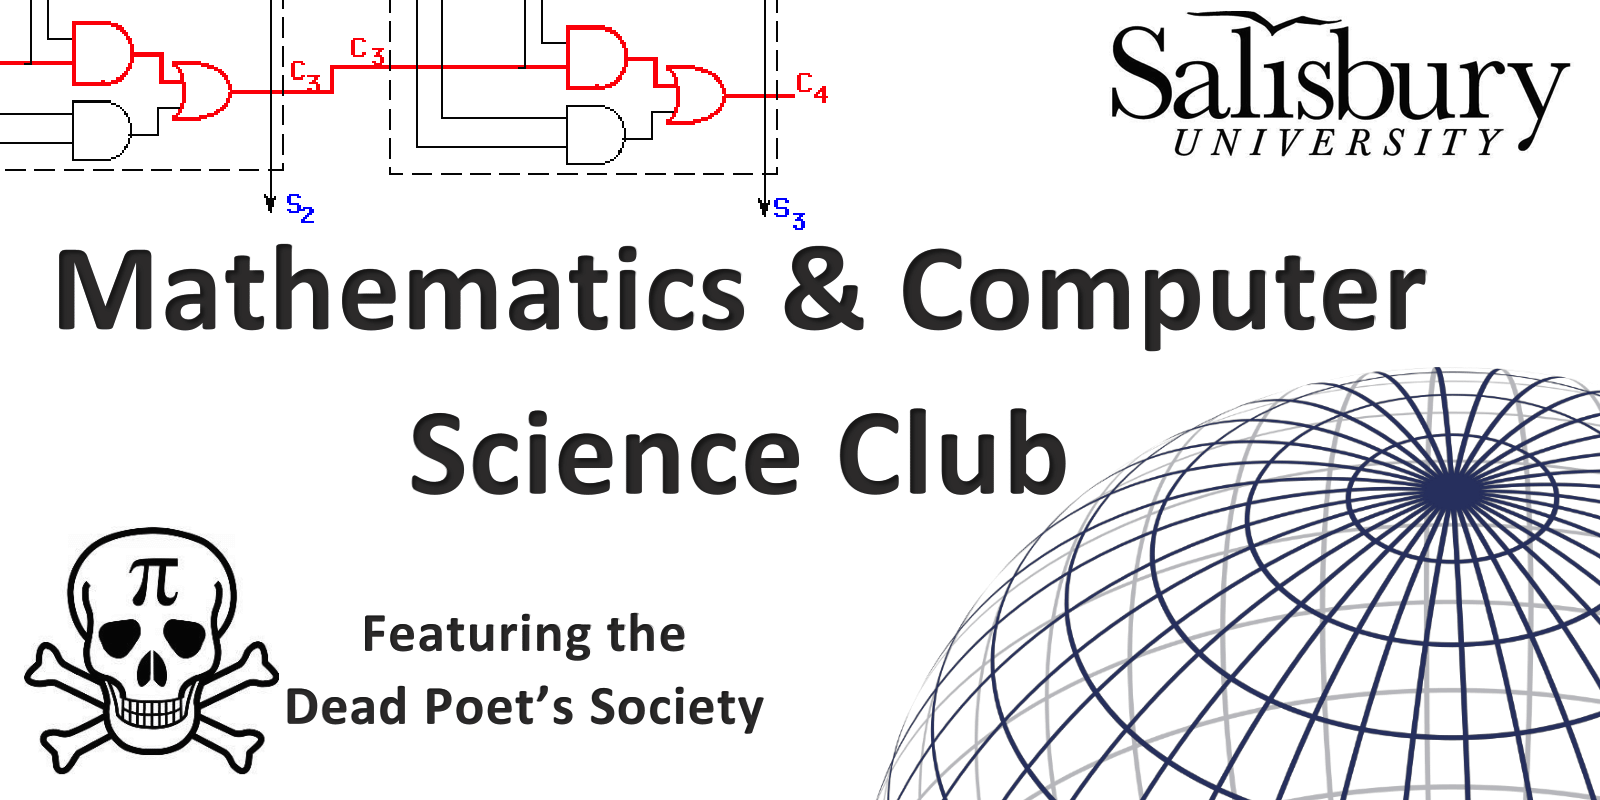 C3
C3
C4
S2
S3
Salisbury
UNIVERSITY
Mathematics & Computer
Science Club
π
Featuring the
Dead Poet’s Society